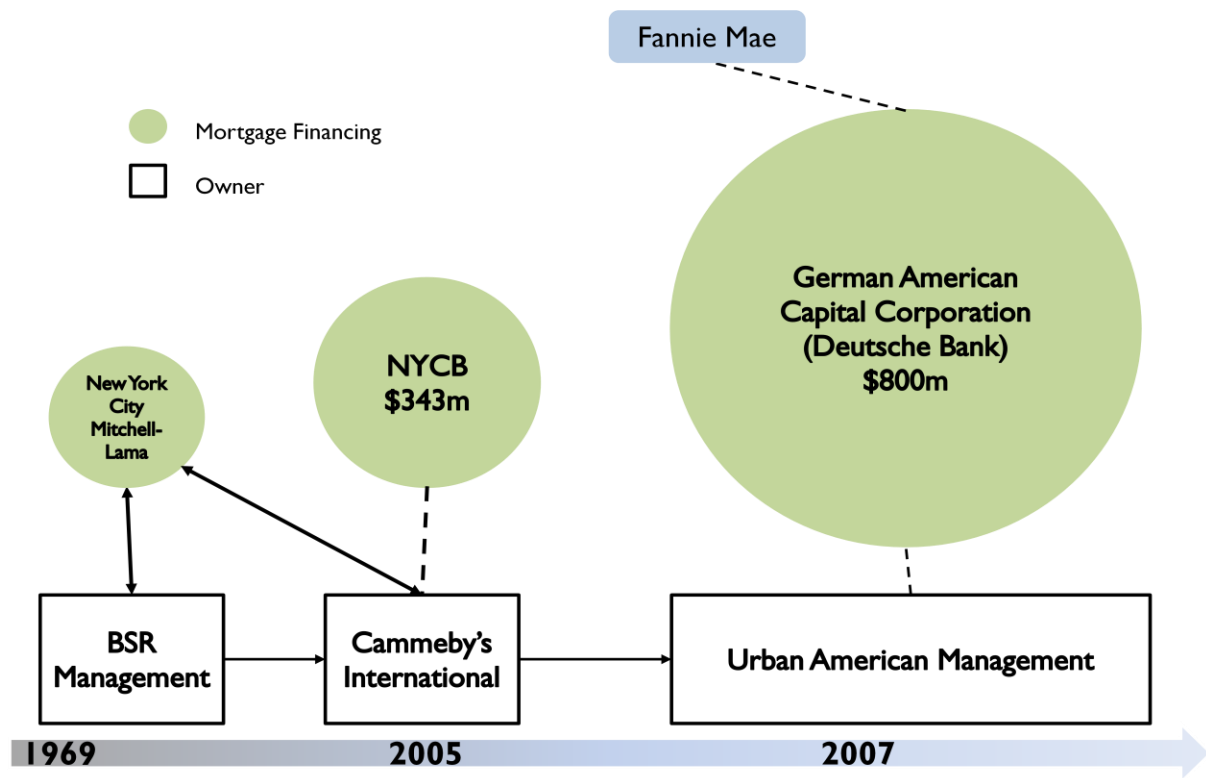 Fannie Mae
Mortgage Financing
Owner
New York
City
Mitchell-
Lama
NYCB
$343m
German American
Capital Corporation
(Deutsche Bank)
$800m
BSR
Management
Cammeby's
International
Urban American Management
1969
2005
2007